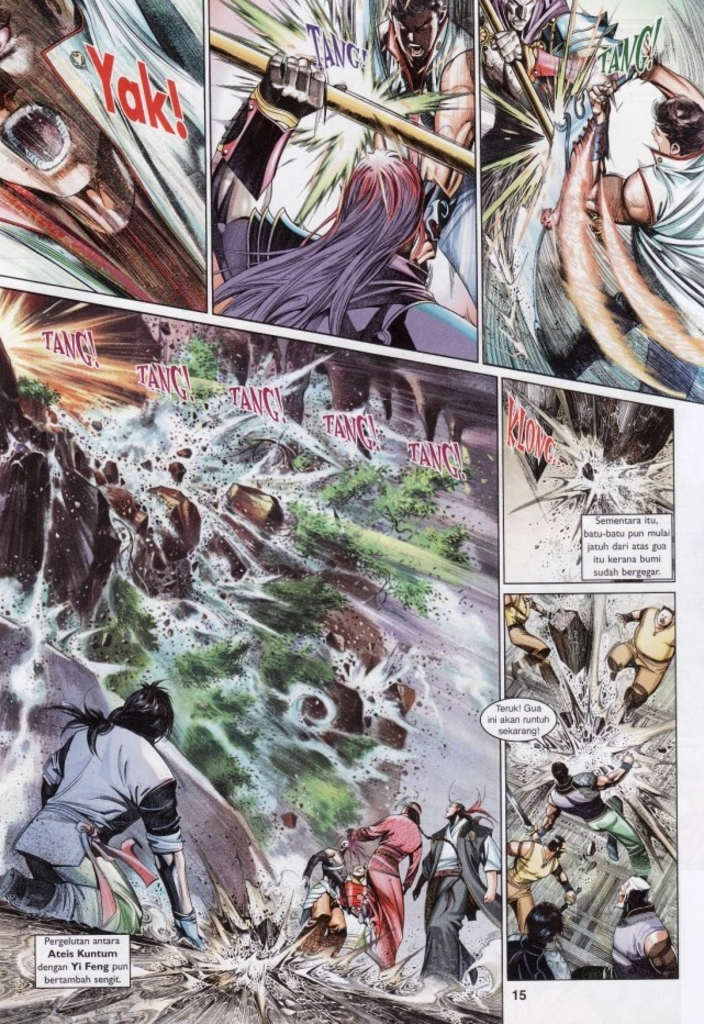 Yak!
TANG!
TANG!
TANG!
TANG!
TANG!
TANG!
TANG!
KLONG...
Sementara itu,
batu-batu pun mulai
jatuh dari atas gua
itu kerana bumi
sudah bergegar.
Teruk! Gua
ini akan runtuh
sekarang!
Pergelutan antara
Ateis Kuntum
dengan Yi Feng pun
bertambah sengit.
15